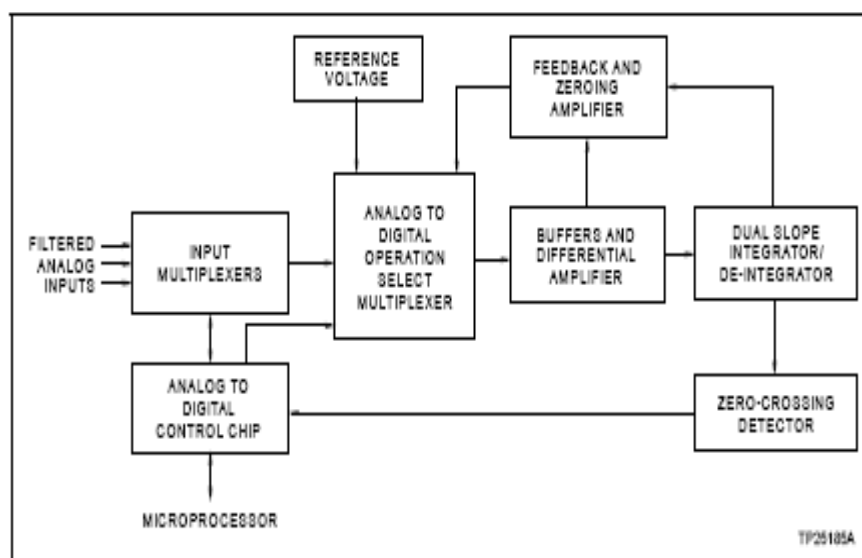 REFERENCE
VOLTAGE
FEEDBACK AND
ZEROING
AMPLIFIER
FILTERED
ANALOG
INPUTS
INPUT
MULTIPLEXERS
ANALOG TO
DIGITAL
OPERATION
SELECT
MULTIPLEXER
BUFFERS AND
DIFFERENTIAL
AMPLIFIER
DUAL SLOPE
INTEGRATOR/
DE-INTEGRATOR
ANALOG TO
DIGITAL
CONTROL CHIP
ZERO-CROSSING
DETECTOR
MICROPROCESSOR
TP25185A